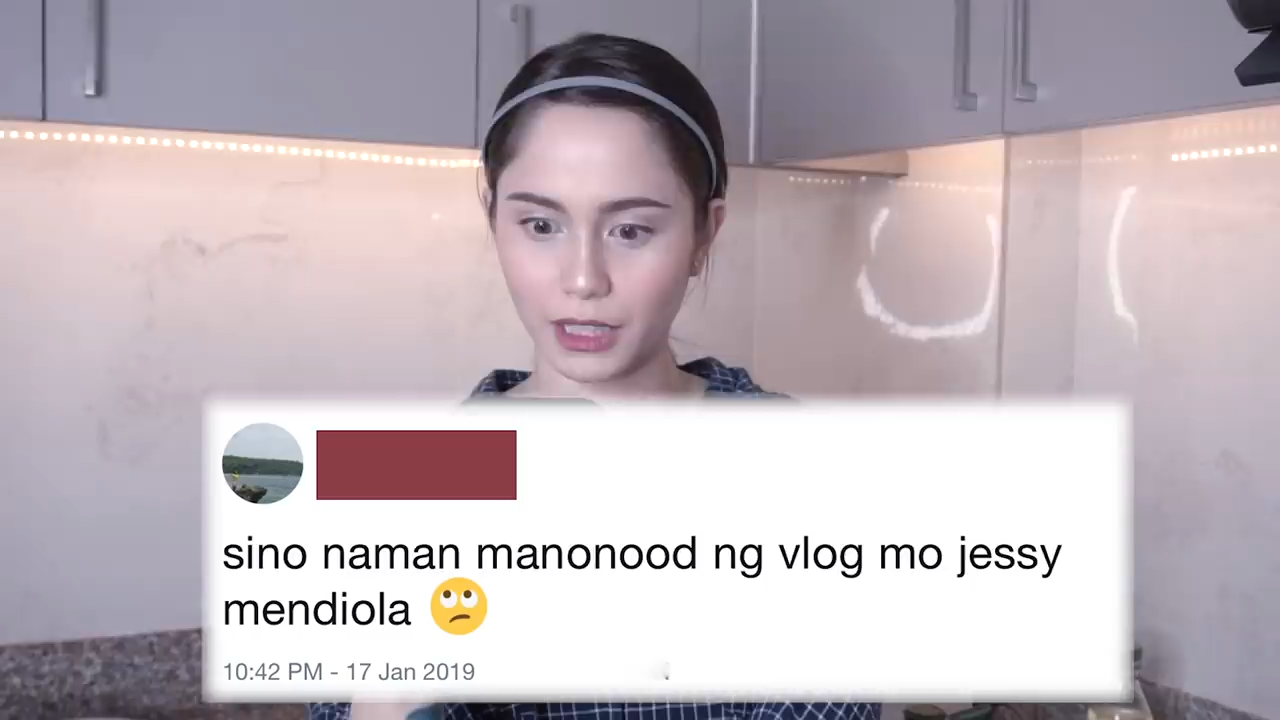 sino naman manonood ng vlog mo jessy
mendiola 🙄
10:42 PM - 17 Jan 2019